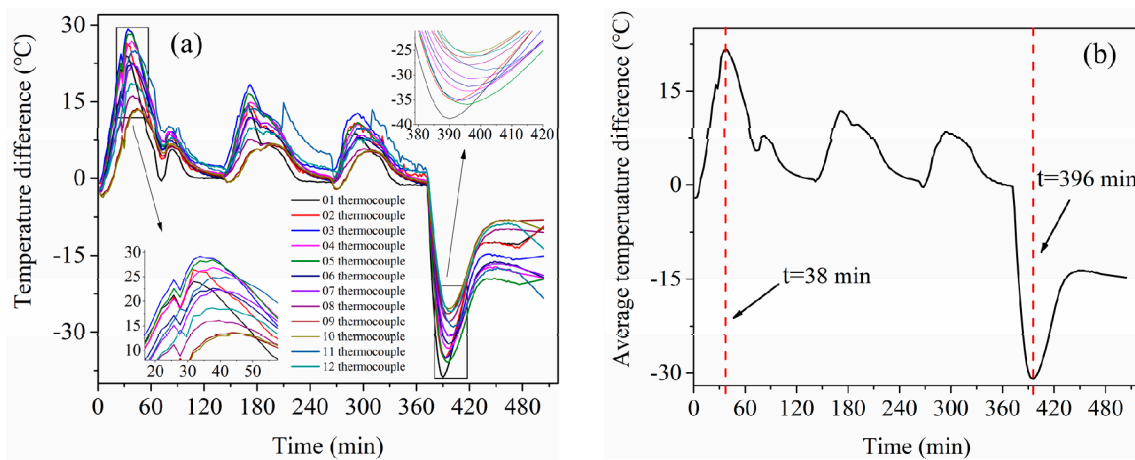 Temperature difference (℃)
30
15
0
-15
-30
(a)
-25
-30
-35
-40
380
390
400
410
420
01 thermocouple
02 thermocouple
03 thermocouple
04 thermocouple
05 thermocouple
06 thermocouple
07 thermocouple
08 thermocouple
09 thermocouple
10 thermocouple
11 thermocouple
12 thermocouple
30
25
20
15
10
20
30
40
50
0
60
120
180
240
300
360
420
480
Time (min)
Average temperuature difference (℃)
15
0
-15
-30
(b)
t=396 min
t=38 min
0
60
120
180
240
300
360
420
480
Time (min)